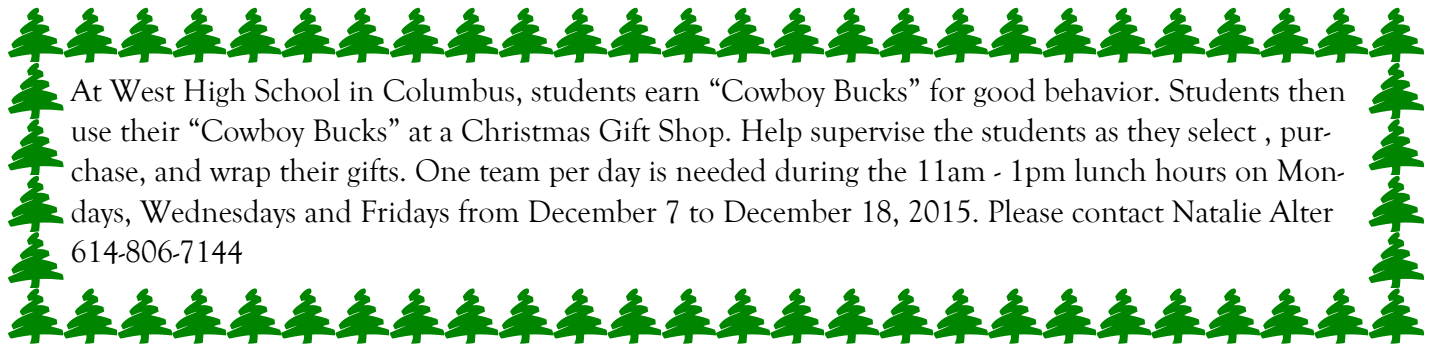 At West High School in Columbus, students earn “Cowboy Bucks” for good behavior. Students then
use their “Cowboy Bucks” at a Christmas Gift Shop. Help supervise the students as they select , pur-
chase, and wrap their gifts. One team per day is needed during the 11am - 1pm lunch hours on Mon-
days, Wednesdays and Fridays from December 7 to December 18, 2015. Please contact Natalie Alter
614-806-7144